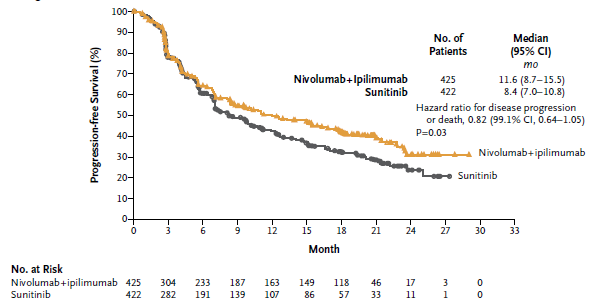 No. of Patients
Median (95% CI)
mo
Nivolumab+Ipilimumab 425 11.6 (8.7–15.5)
Sunitinib 422 8.4 (7.0–10.8)
Hazard ratio for disease progression
or death, 0.82 (99.1% CI, 0.64–1.05)
P=0.03
Progression-free Survival (%)
100
90
80
70
60
50
40
30
20
10
0
Nivolumab+ipilimumab
Sunitinib
0 3 6 9 12 15 18 21 24 27 30 33
Month
No. at Risk
Nivolumab+ipilimumab 425 304 233 187 163 149 118 46 17 3 0
Sunitinib 422 282 191 139 107 86 57 33 11 1 0